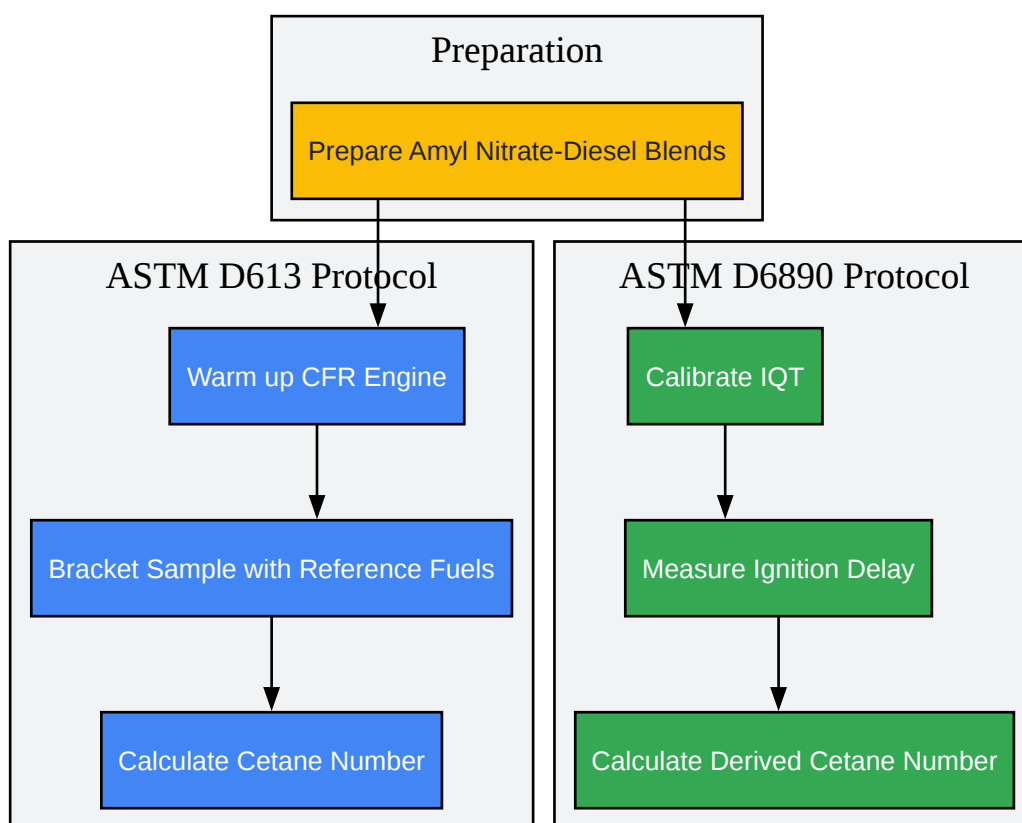 Preparation
Prepare Amyl Nitrate-Diesel Blends
ASTM D613 Protocol
Warm up CFR Engine
Bracket Sample with Reference Fuels
Calculate Cetane Number
ASTM D6890 Protocol
Calibrate IQT
Measure Ignition Delay
Calculate Derived Cetane Number